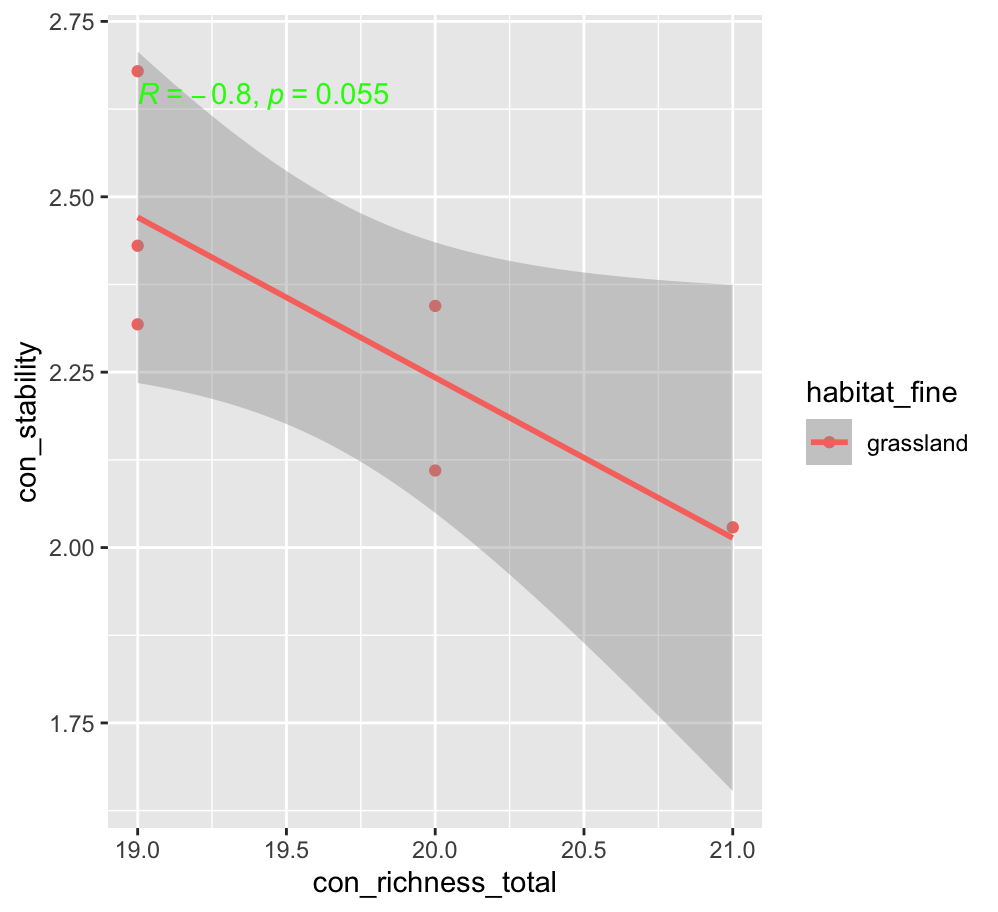 2.75
2.50
2.25
2.00
1.75
con_stability
R = −0.8, p = 0.055
19.0 19.5 20.0 20.5 21.0
con_richness_total
habitat_fine
grassland